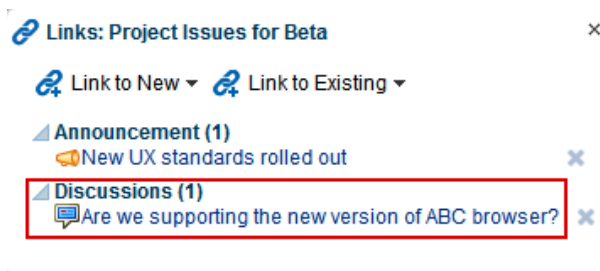 Links: Project Issues for Beta
Link to New Link to Existing
Announcement (1)
New UX standards rolled out
Discussions (1)
Are we supporting the new version of ABC browser?